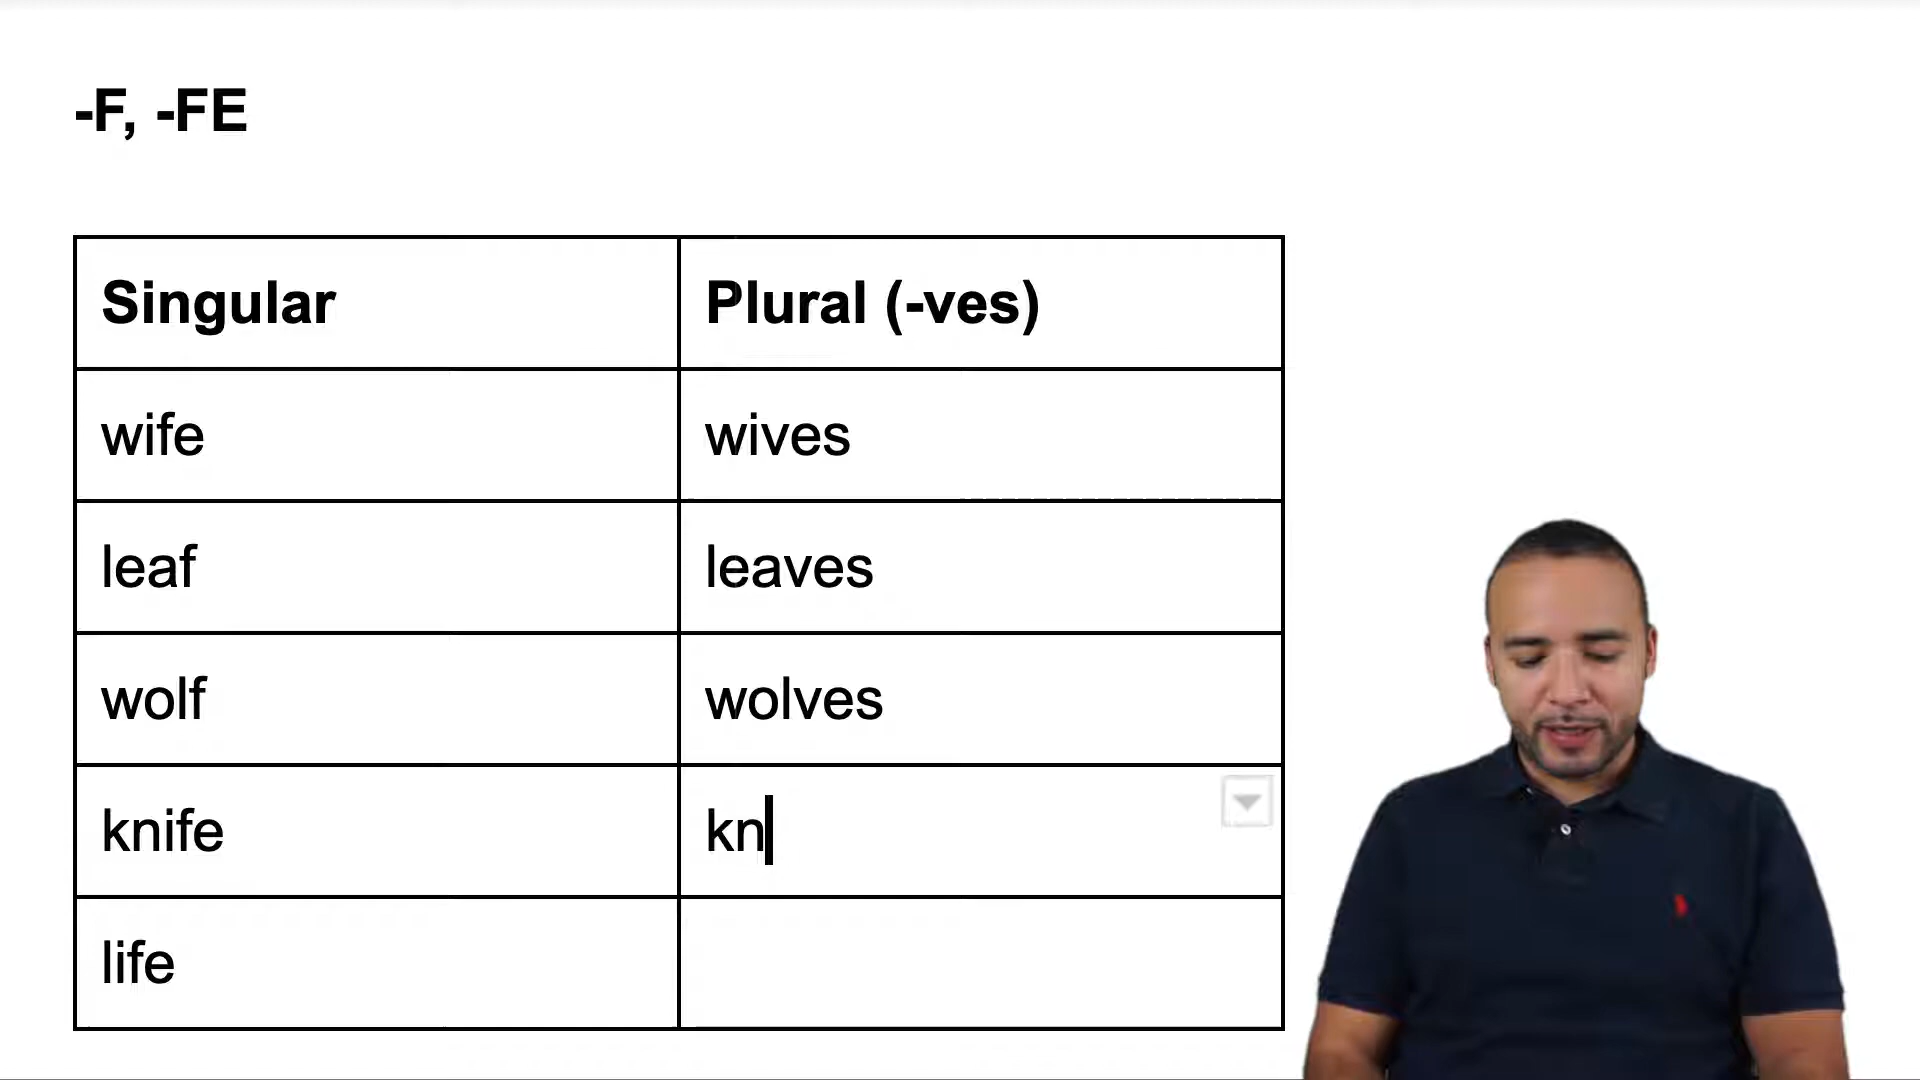 -F, -FE
Singular Plural (-ves)
wife wives
leaf leaves
wolf wolves
knife kn
life